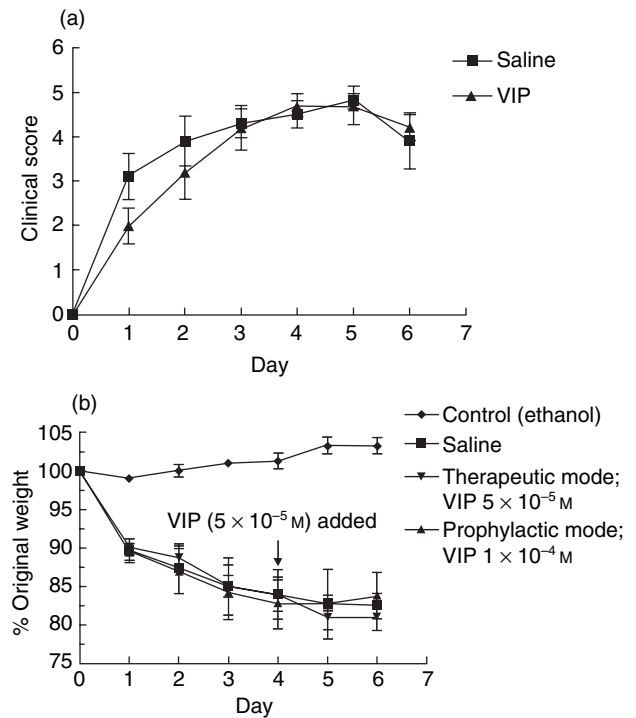 (a)
6
5
4
3
2
1
0
Clinical score
0 1 2 3 4 5 6 7
Day
Saline
VIP
(b)
105
100
95
90
85
80
75
% Original weight
VIP (5 × 10⁻⁵ M) added
0 1 2 3 4 5 6 7
Day
Control (ethanol)
Saline
Therapeutic mode;
VIP 5 × 10⁻⁵ M
Prophylactic mode;
VIP 1 × 10⁻⁴ M